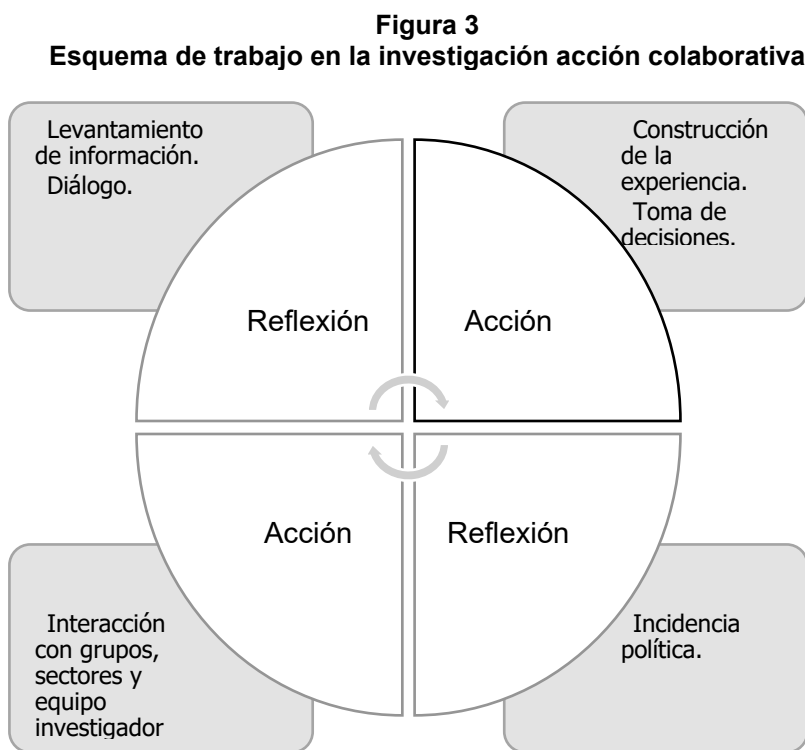 Figura 3
Esquema de trabajo en la investigación acción colaborativa
Levantamiento
de información.
Diálogo.
Construcción
de la
experiencia.
Toma de
decisiones.
Reflexión
Acción
Acción
Reflexión
Interacción
con grupos,
sectores y
equipo
investigador
Incidencia
política.